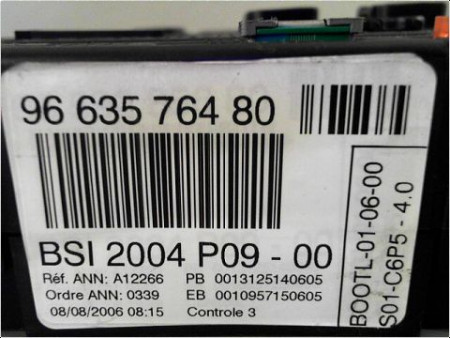 96 635 764 80
BSI 2004 P09 - 00
Réf. ANN: A12266 PB 0013125140605
Ordre ANN: 0339 EB 0010957150605
08/08/2006 08:15 Controle 3
BOOTL-01-06-00
S01-C6P5 - 4.0